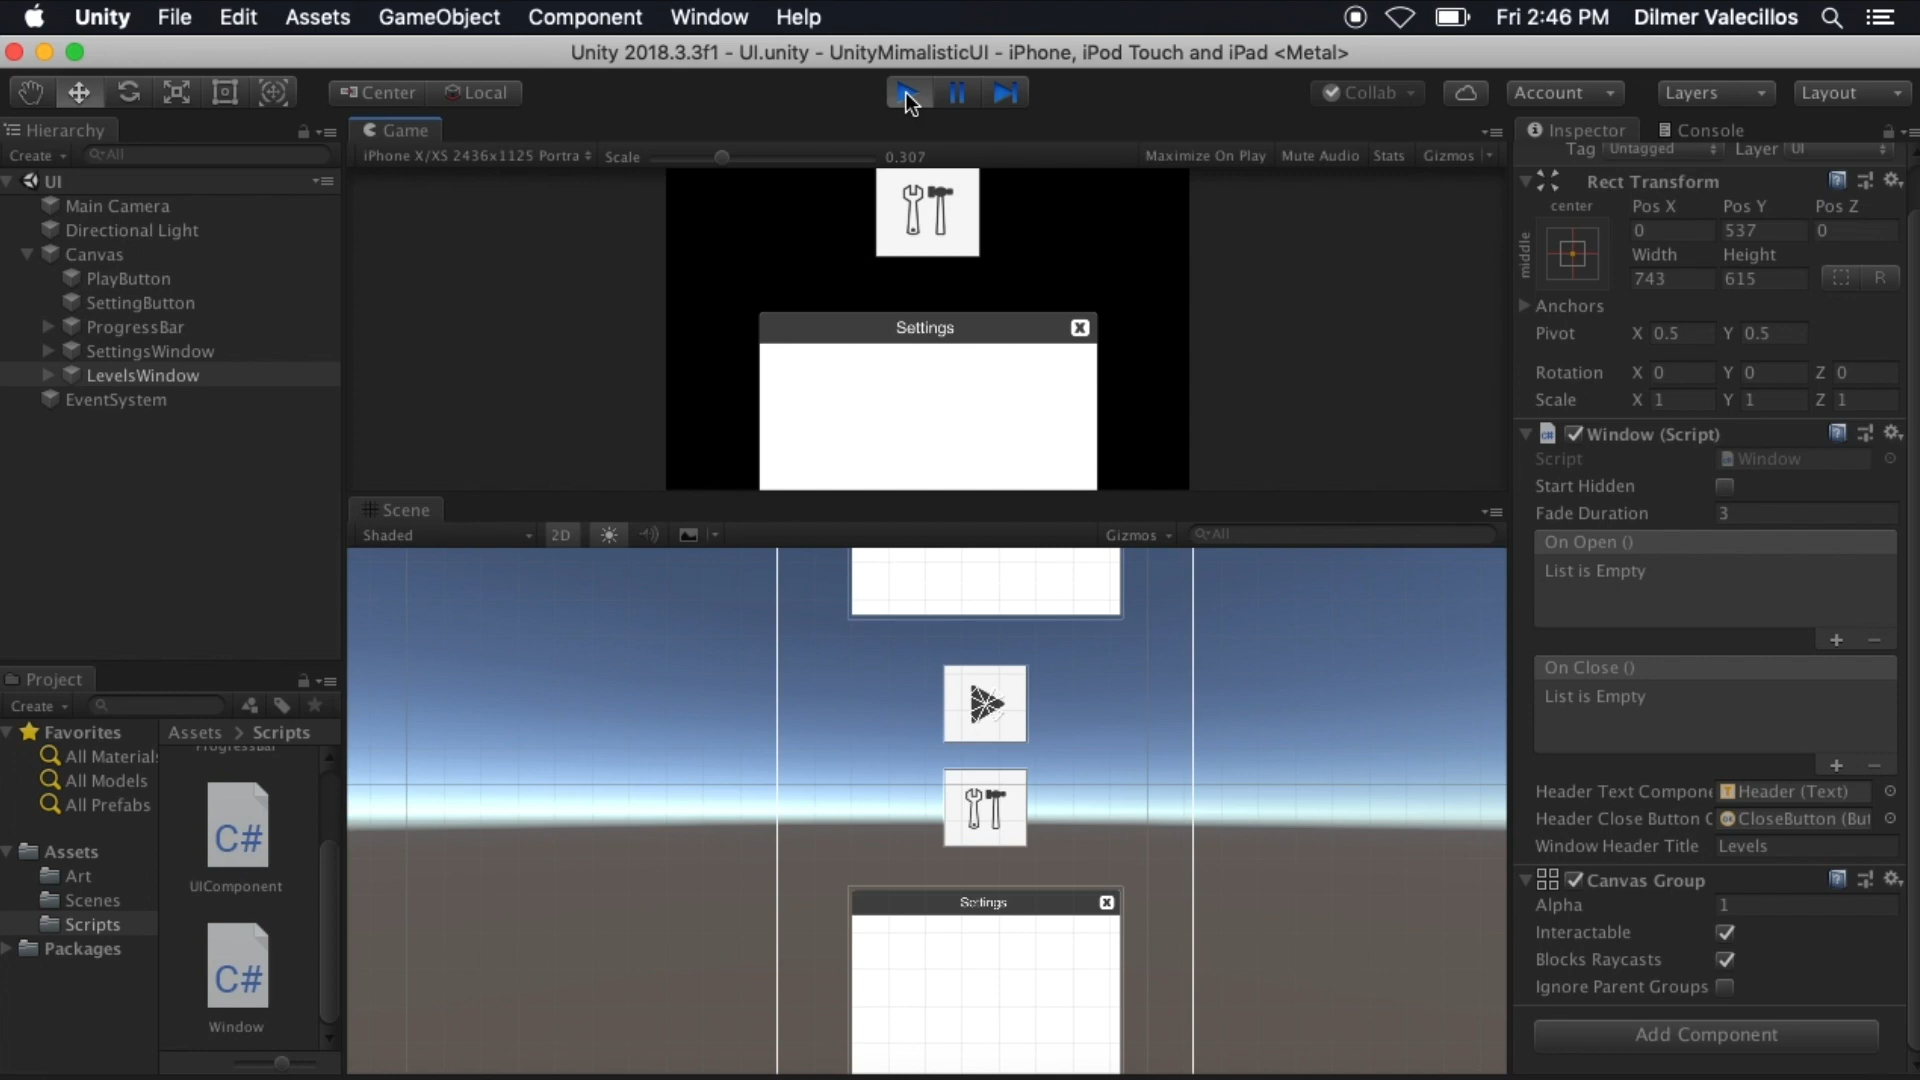 Unity File Edit Assets GameObject Component Window Help Fri 2:46 PM Dilmer Valecillos
Unity 2018.3.3f1 - UI.unity - UnityMimalisticUI - iPhone, iPod Touch and iPad <Metal>
Center Local Collab Account Layers Layout
Hierarchy
Create All
UI
Main Camera
Directional Light
Canvas
PlayButton
SettingButton
ProgressBar
SettingsWindow
LevelsWindow
EventSystem
Game
iPhone X/XS 2436x1125 Portra Scale 0.307 Maximize On Play Mute Audio Stats Gizmos
Settings
Scene
Shaded 2D Gizmos All
Settings
Project
Create
Favorites
All Material
All Models
All Prefabs
Assets
Art
Scenes
Scripts
Packages
Assets > Scripts
ProgressBar
C#
UIComponent
C#
Window
Inspector Console
Tag Untagged Layer UI
Rect Transform
center Pos X Pos Y Pos Z
middle
0 537 0
Width Height
743 615 R
Anchors
Pivot X 0.5 Y 0.5
Rotation X 0 Y 0 Z 0
Scale X 1 Y 1 Z 1
Window (Script)
Script Window
Start Hidden
Fade Duration 3
On Open ()
List is Empty
+ −
On Close ()
List is Empty
+ −
Header Text Compone Header (Text)
Header Close Button C CloseButton (But
Window Header Title Levels
Canvas Group
Alpha 1
Interactable
Blocks Raycasts
Ignore Parent Groups
Add Component